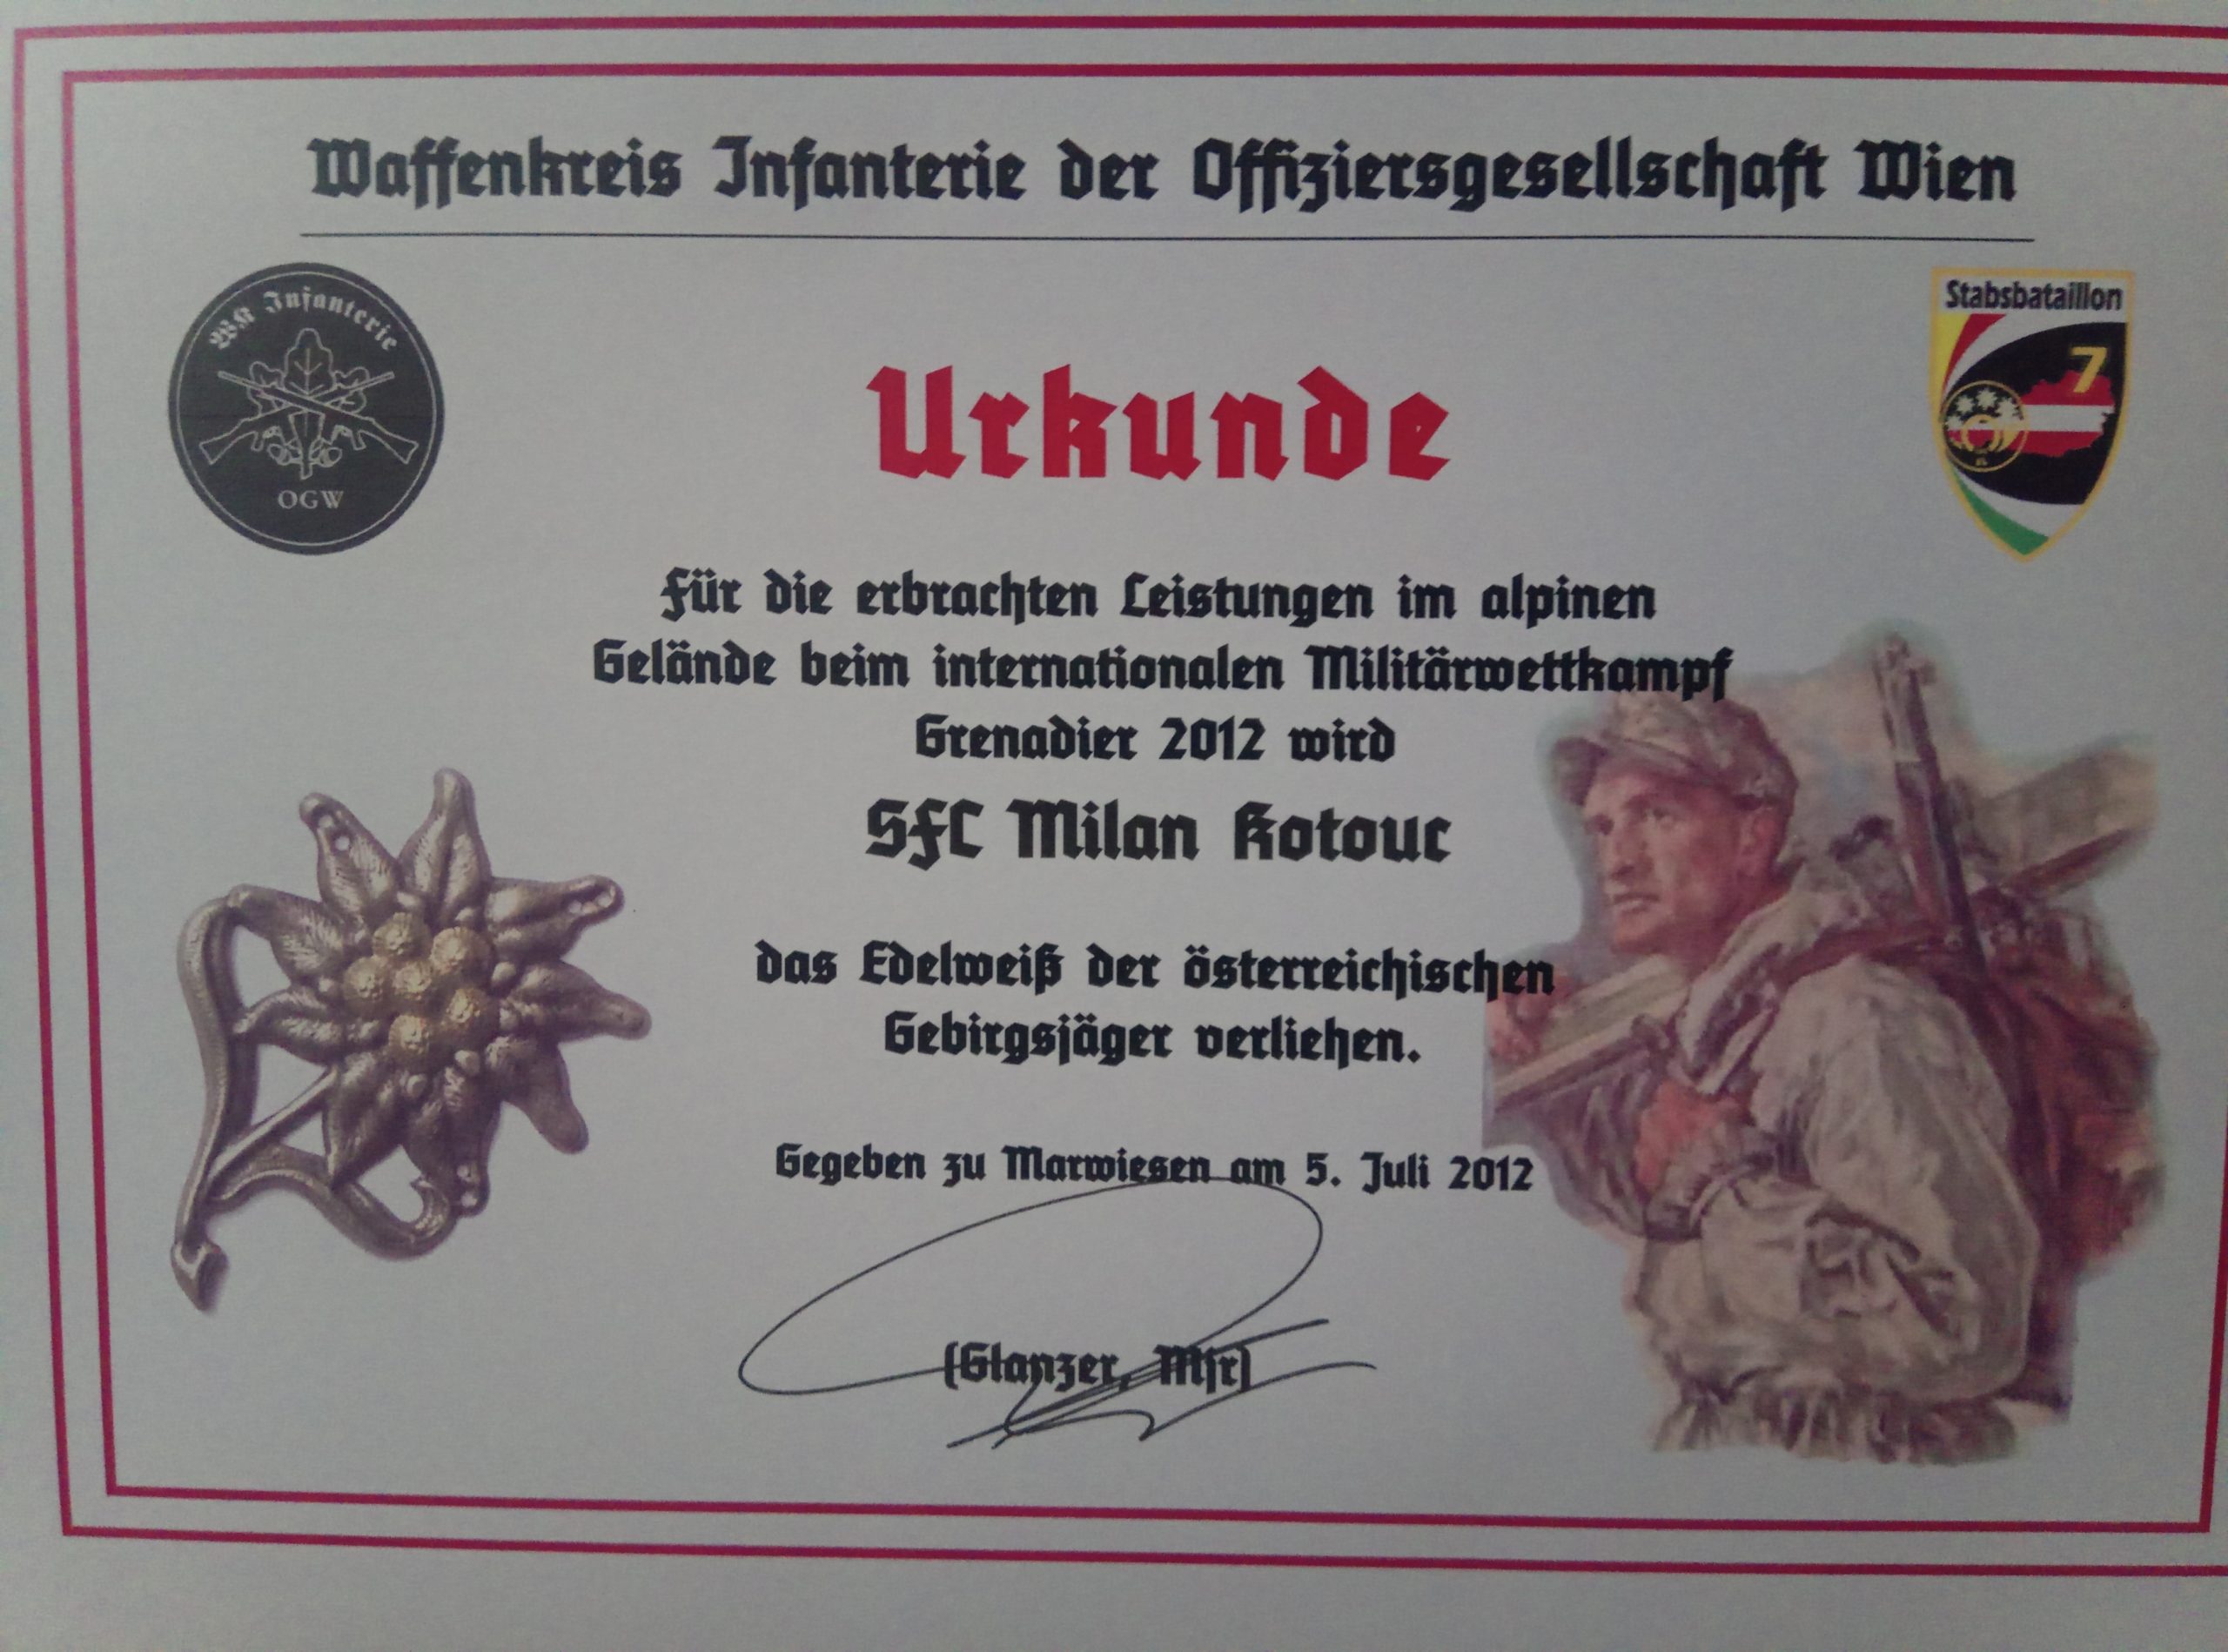 Waffenkreis Infanterie der Offiziersgesellschaft Wien
WK Infanterie
OGW
Stabsbataillon
7
Urkunde
Für die erbrachten Leistungen im alpinen
Gelände beim internationalen Militärwettkampf
Grenadier 2012 wird
SFC Milan Kotouc
das Edelweiß der österreichischen
Gebirgsjäger verliehen.
Gegeben zu Marwiesen am 5. Juli 2012
(Glanzer, Mjr)